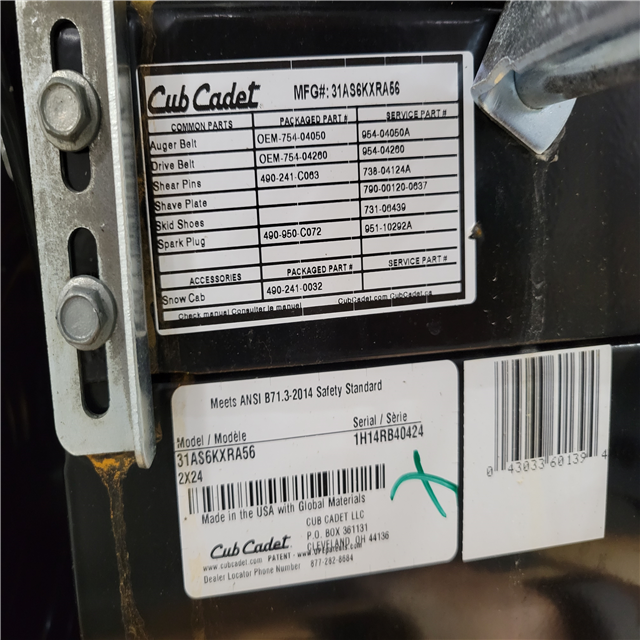 Cub Cadet MFG#: 31AS6KXRA56
COMMON PARTS PACKAGED PART # SERVICE PART #
Auger Belt OEM-754-04050 954-04050A
Drive Belt OEM-754-04260 954-04260
Shear Pins 490-241-C063 738-04124A
Shave Plate 790-00120-0637
Skid Shoes 731-06439
Spark Plug 490-950-C072 951-10292A
ACCESSORIES PACKAGED PART # SERVICE PART #
Snow Cab 490-241-0032
Check manual Consulter le manuel CubCadet.com CubCadet.ca
Meets ANSI B71.3-2014 Safety Standard
Model / Modèle Serial / Série
31AS6KXRA56 1H14RB40424
2X24
Made in the USA with Global Materials
Cub Cadet CUB CADET LLC
P.O. BOX 361131
CLEVELAND, OH 44136
www.cubcadet.com PATENT
Dealer Locator Phone Number 877-282-8684
0 43033 60139 4